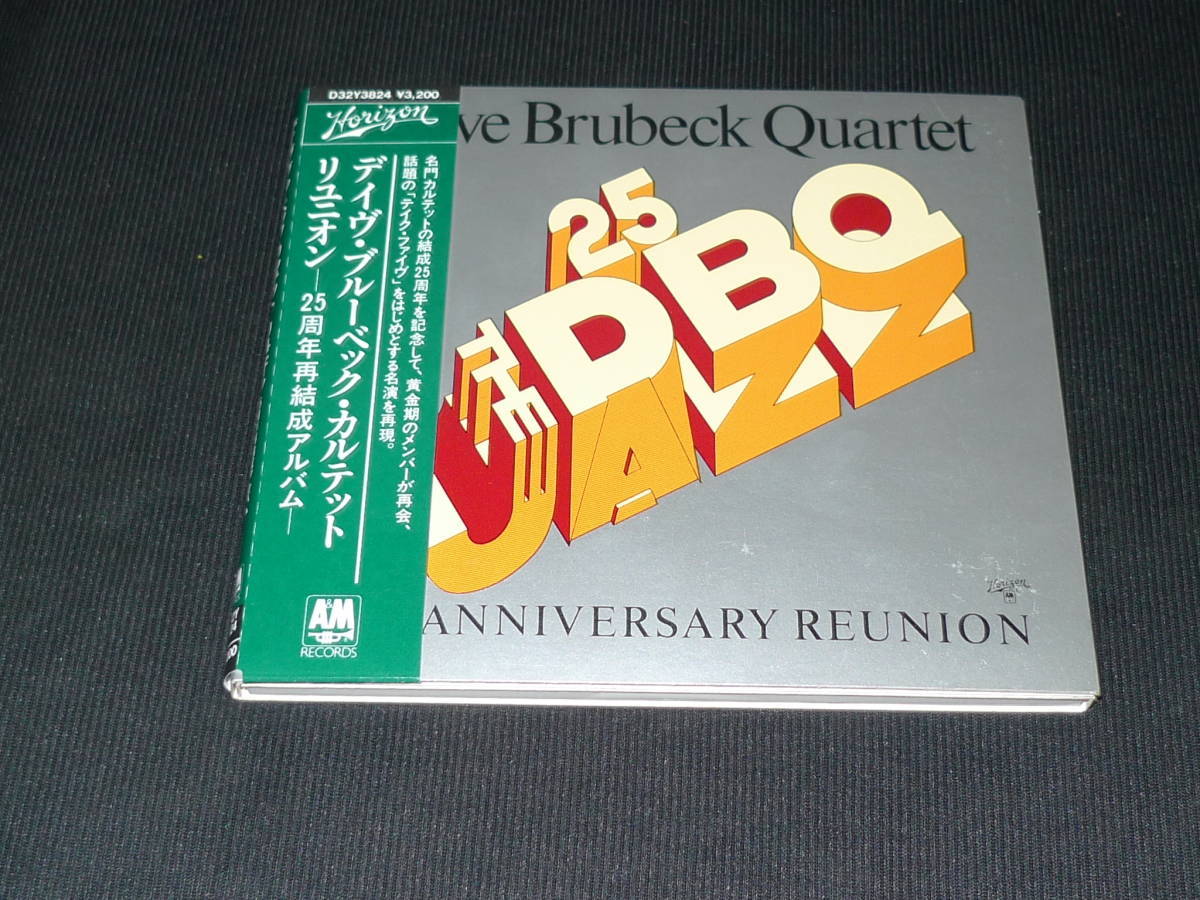 D32Y3824 ¥3,200
Horizon
デイヴ・ブルーベック・カルテット
リユニオン—25周年再結成アルバム—
名門カルテットの結成25周年を記念して、黄金期のメンバーが再会、
話題の「テイク・ファイヴ」をはじめとする名演を再現。
A&M
RECORDS
ve Brubeck Quartet
25
DBQ
JAZZ
ANNIVERSARY REUNION
Horizon